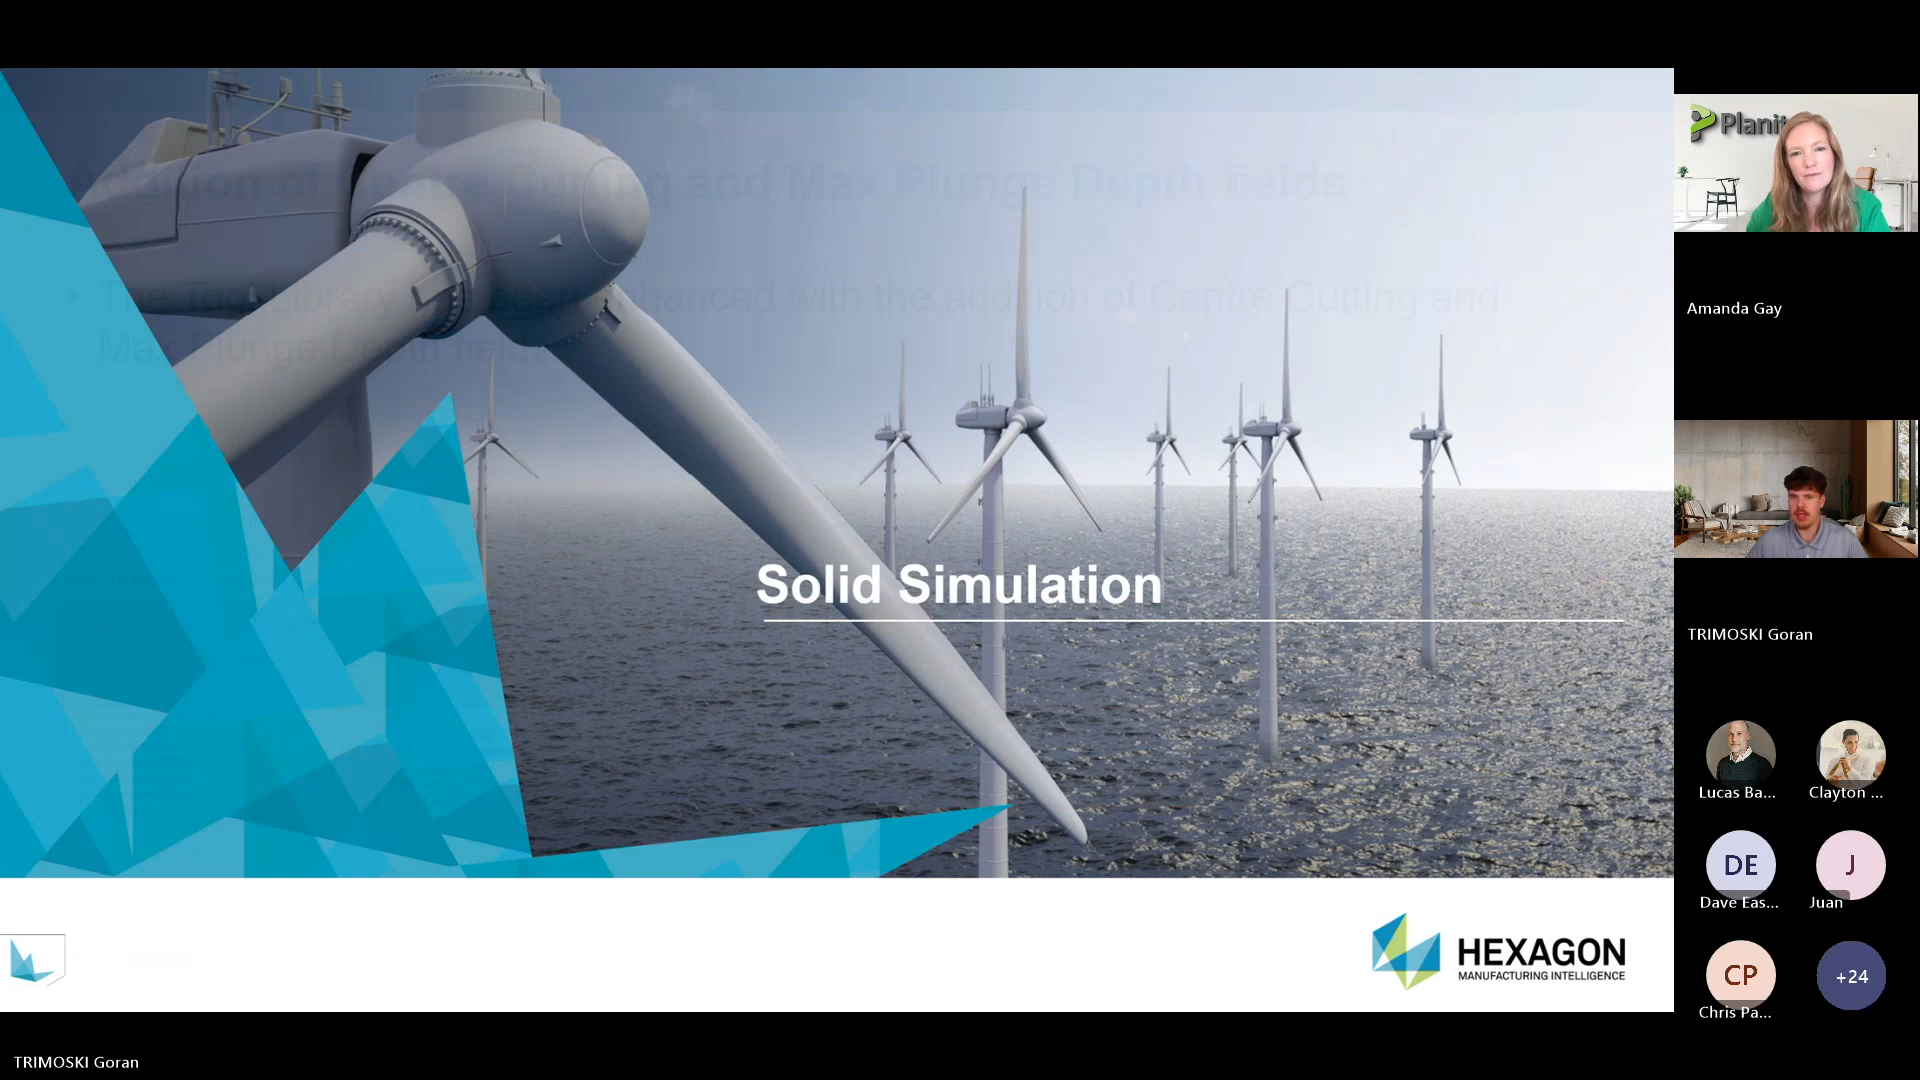 Addition of Centre Cutting and Max Plunge Depth fields
• The Tool Library has been enhanced with the addition of Centre Cutting and
Max Plunge Depth fields
Solid Simulation
HEXAGON
MANUFACTURING INTELLIGENCE
TRIMOSKI Goran
Planit
Amanda Gay
TRIMOSKI Goran
Lucas Ba...
Clayton ...
DE
Dave Eas...
J
Juan
CP
Chris Pa...
+24